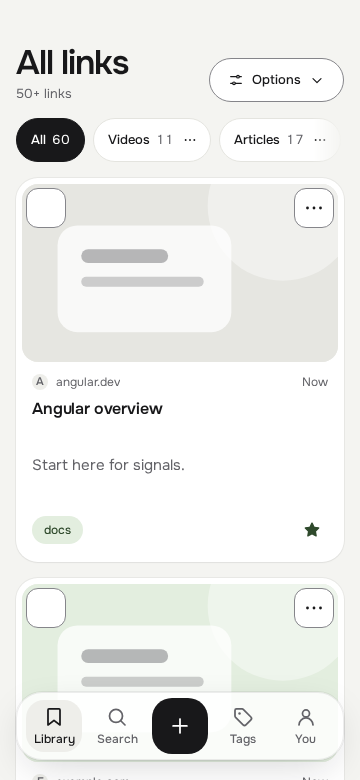 All links
50+ links
Options
All 60
Videos 11 ...
Articles 17 ...
...
A angular.dev
Now
Angular overview
Start here for signals.
docs
...
Library
Search
+
Tags
You